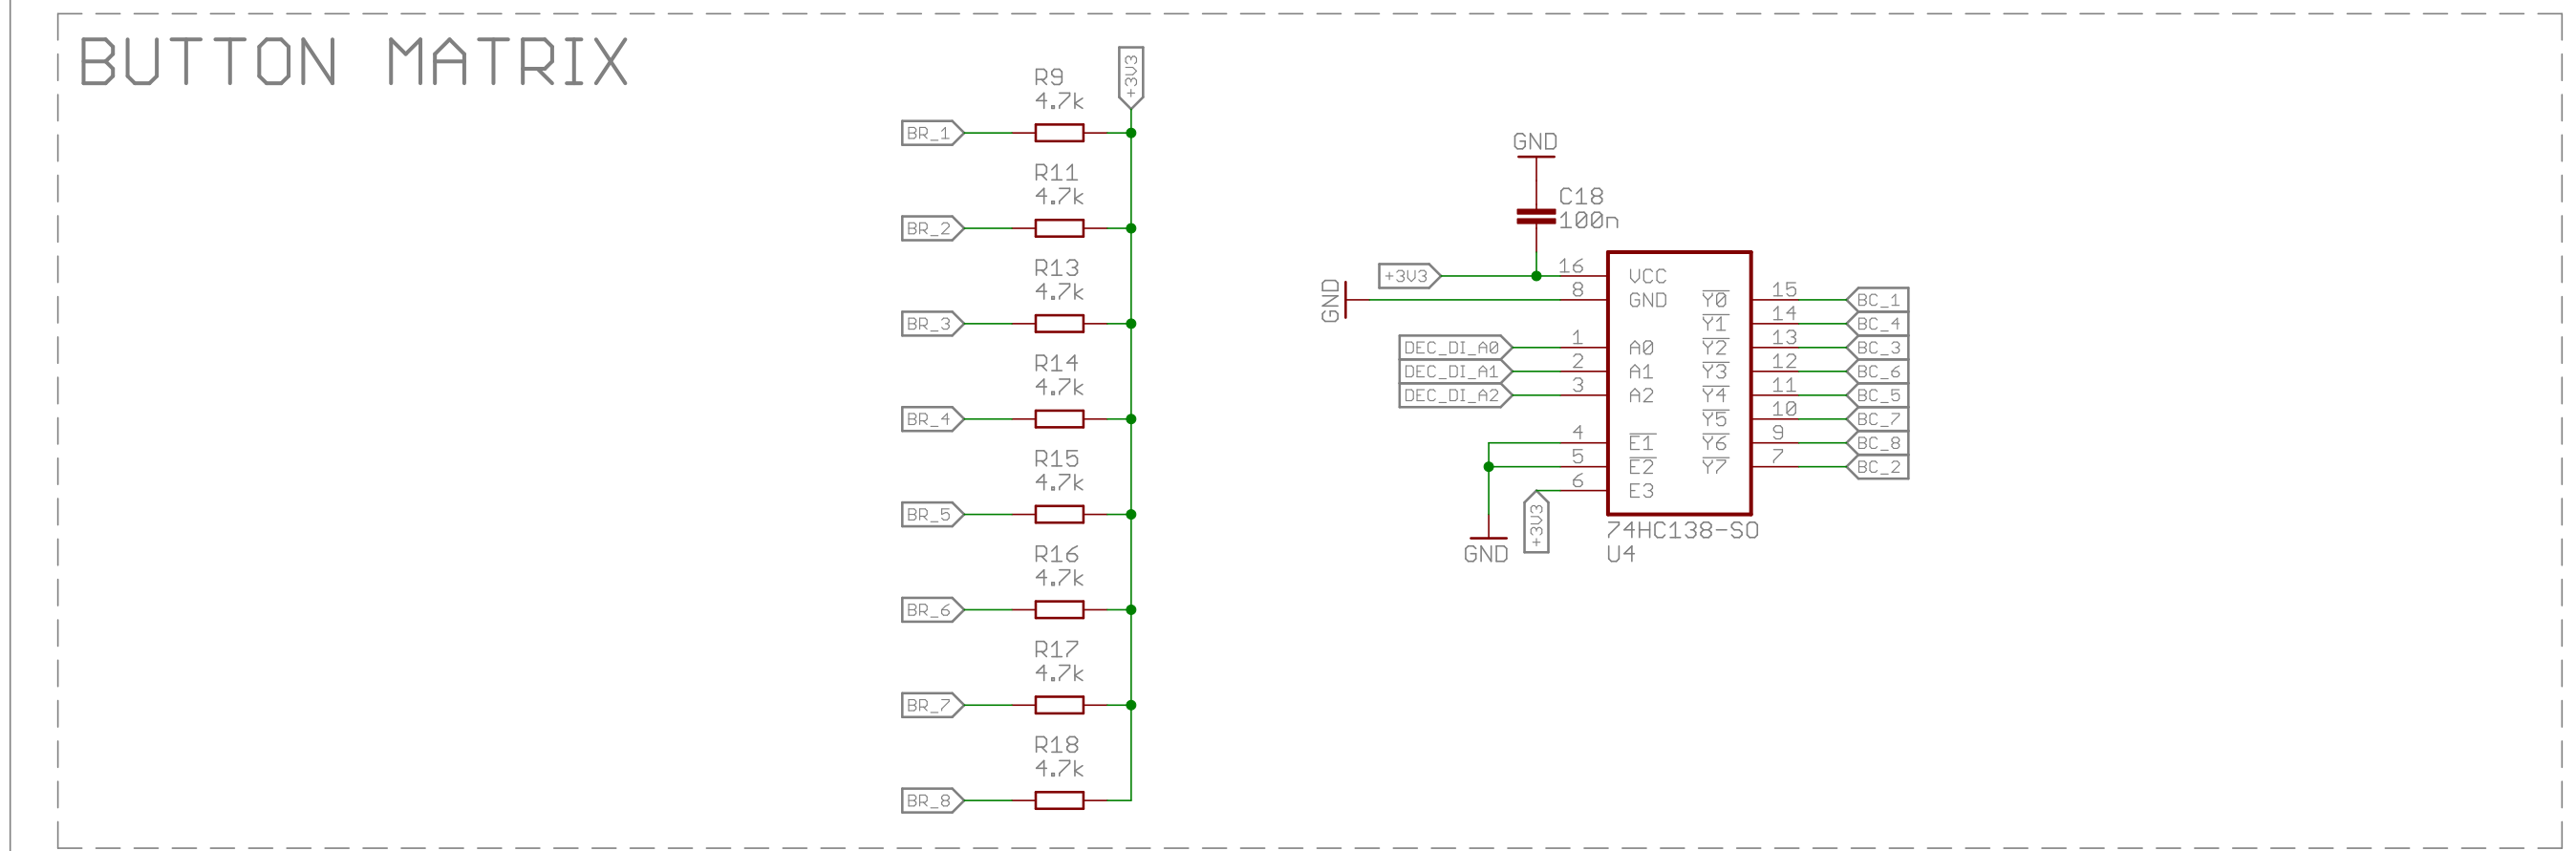 BUTTON MATRIX
+3V3
R9
4.7k
BR_1
R11
4.7k
BR_2
R13
4.7k
BR_3
R14
4.7k
BR_4
R15
4.7k
BR_5
R16
4.7k
BR_6
R17
4.7k
BR_7
R18
4.7k
BR_8
GND
C18
100n
+3V3 16 VCC
GND 8 GND Y0 15 BC_1
Y1 14 BC_4
DEC_DI_A0 1 A0 Y2 13 BC_3
DEC_DI_A1 2 A1 Y3 12 BC_6
DEC_DI_A2 3 A2 Y4 11 BC_5
Y5 10 BC_7
4 E1 Y6 9 BC_8
5 E2 Y7 7 BC_2
6 E3
+3V3
GND
74HC138-SO
U4